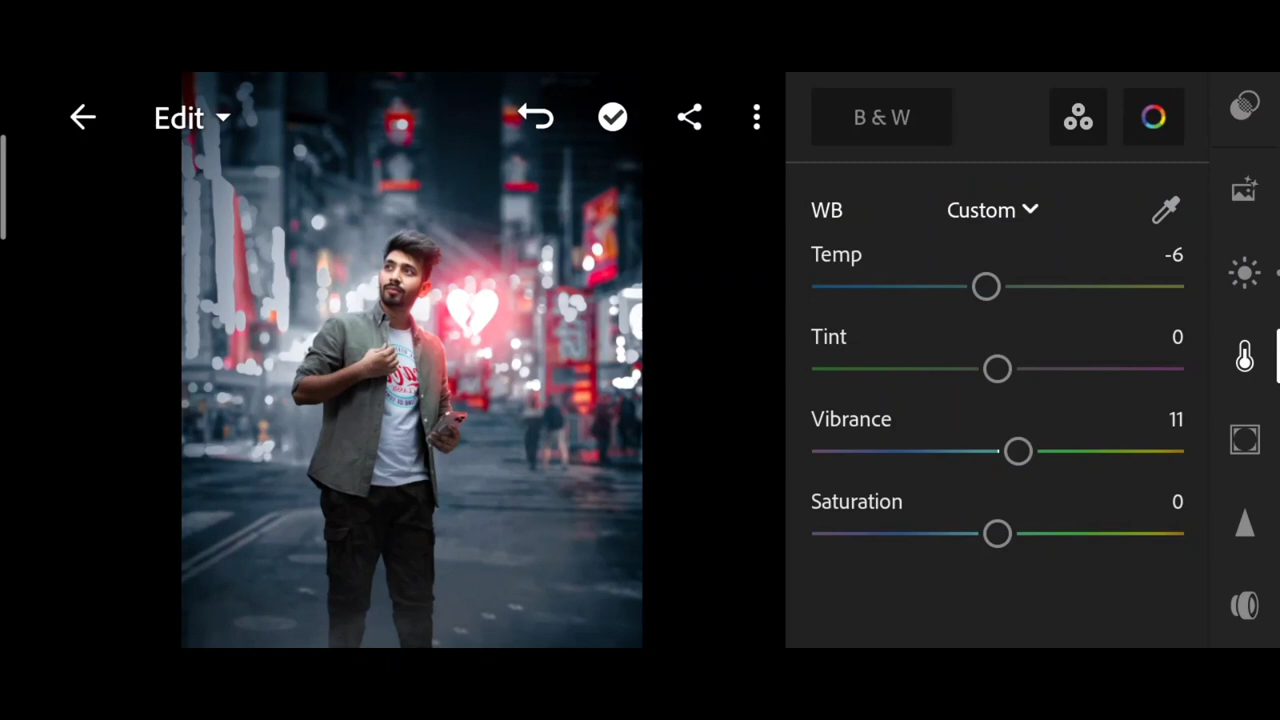 Edit
B & W
WB
Custom
Temp
-6
Tint
0
Vibrance
11
Saturation
0